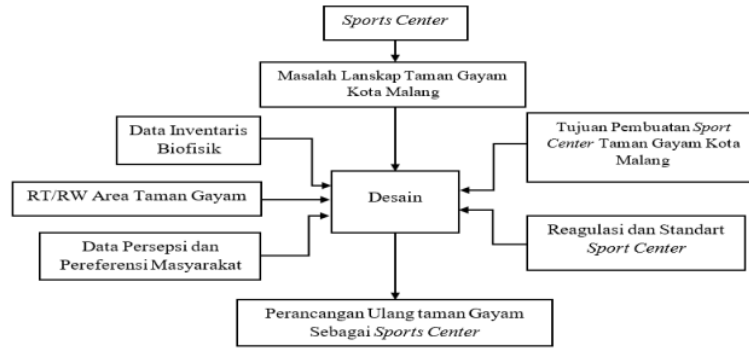 Sports Center
Masalah Lanskap Taman Gayam
Kota Malang
Data Inventaris
Biofisik
Tujuan Pembuatan Sport
Center Taman Gayam Kota
Malang
RT/RW Area Taman Gayam
Desain
Data Persepsi dan
Pereferensi Masyarakat
Reagulasi dan Standart
Sport Center
Perancangan Ulang taman Gayam
Sebagai Sports Center